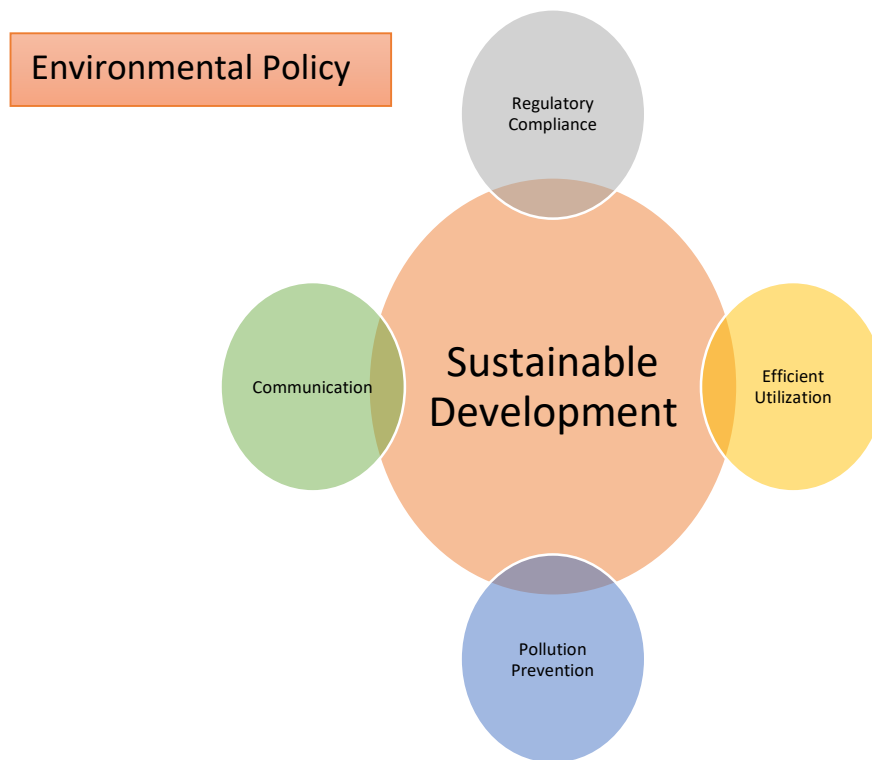 Environmental Policy
Regulatory
Compliance
Communication
Sustainable
Development
Efficient
Utilization
Pollution
Prevention